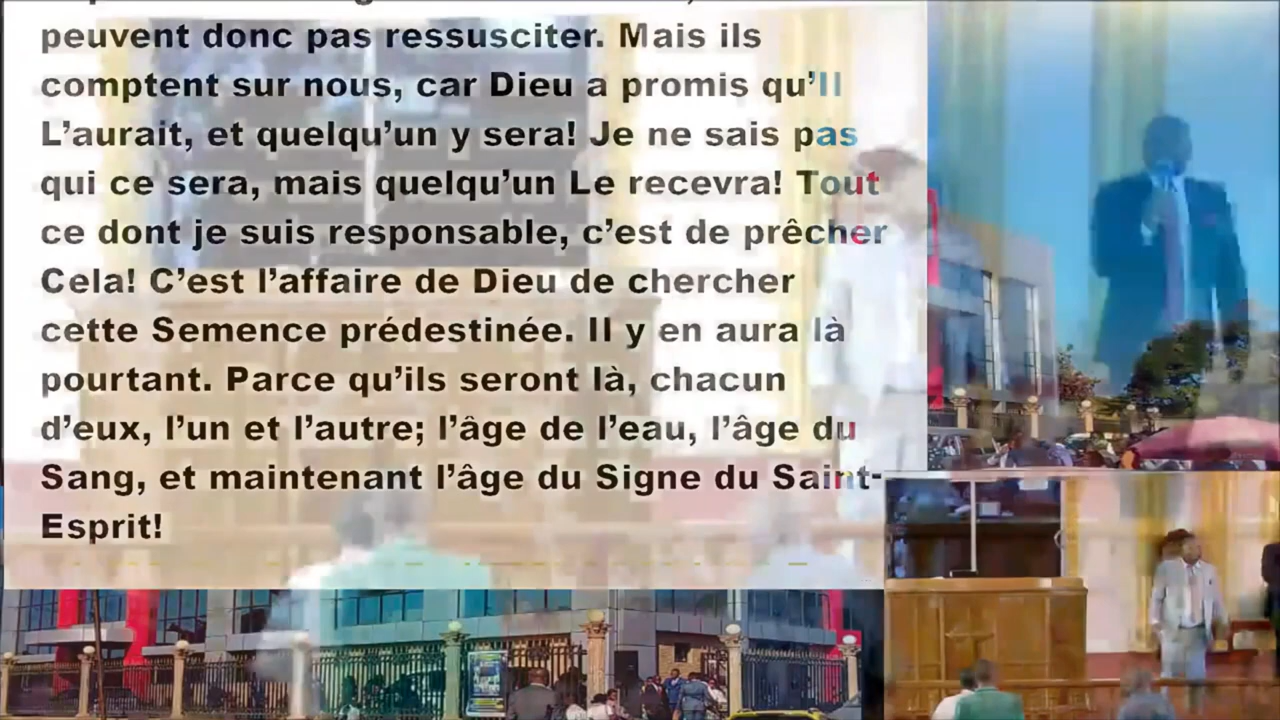 peuvent donc pas ressusciter. Mais ils
comptent sur nous, car Dieu a promis qu'Il
L'aurait, et quelqu'un y sera! Je ne sais pas
qui ce sera, mais quelqu'un Le recevra! Tout
ce dont je suis responsable, c'est de prêcher
Cela! C'est l'affaire de Dieu de chercher
cette Semence prédestinée. Il y en aura là
pourtant. Parce qu'ils seront là, chacun
d'eux, l'un et l'autre; l'âge de l'eau, l'âge du
Sang, et maintenant l'âge du Signe du Saint-
Esprit!